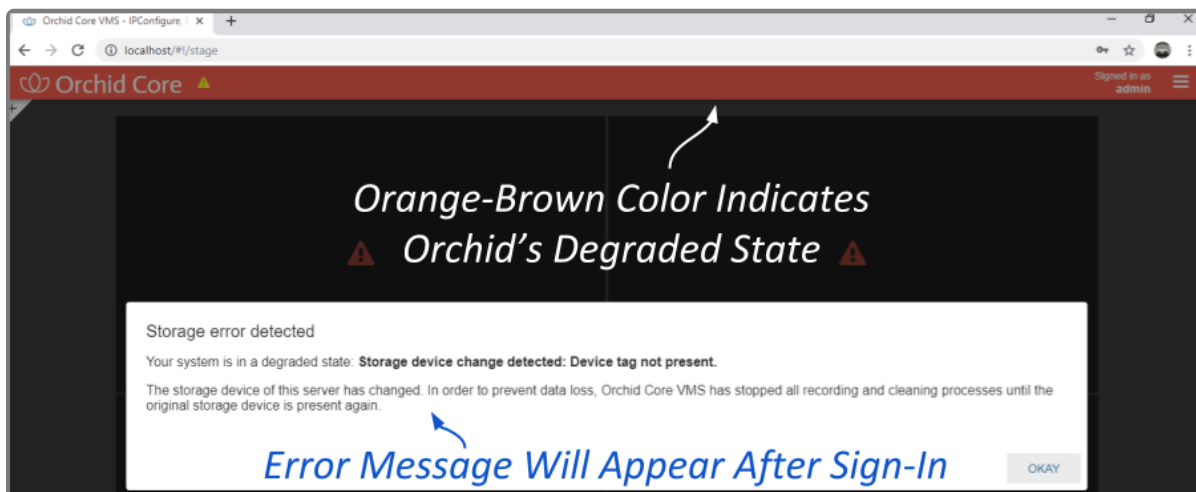 Orchid Core VMS - IPConfigure,
localhost/#!/stage
Orchid Core
Signed in as
admin
Orange-Brown Color Indicates
Orchid's Degraded State
Storage error detected
Your system is in a degraded state: Storage device change detected: Device tag not present.
The storage device of this server has changed. In order to prevent data loss, Orchid Core VMS has stopped all recording and cleaning processes until the
original storage device is present again.
Error Message Will Appear After Sign-In
OKAY